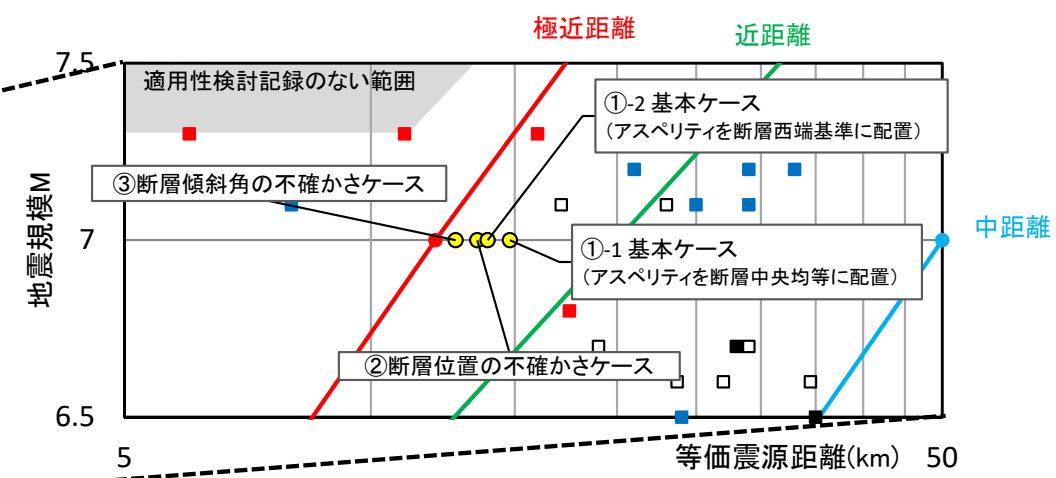 極近距離
近距離
7.5
適用性検討記録のない範囲
①-2 基本ケース
(アスペリティを断層西端基準に配置)
③断層傾斜角の不確かさケース
地震規模M
7
中距離
①-1 基本ケース
(アスペリティを断層中央均等に配置)
②断層位置の不確かさケース
6.5
5
等価震源距離(km)
50